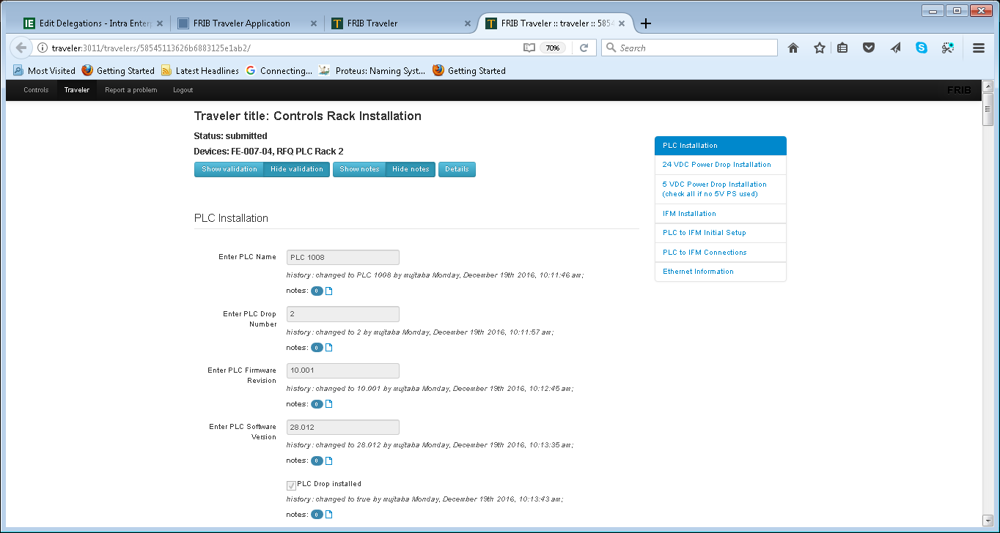 Edit Delegations - Intra Enterp
FRIB Traveler Application
FRIB Traveler
FRIB Traveler :: traveler :: 5854
traveler:3011/travelers/58545113626b6883125e1ab2/
70%
Search
Most Visited
Getting Started
Latest Headlines
Connecting...
Proteus: Naming Syst...
Getting Started
Controls
Traveler
Report a problem
Logout
FRIB
Traveler title: Controls Rack Installation
Status: submitted
Devices: FE-007-04, RFQ PLC Rack 2
Show validation
Hide validation
Show notes
Hide notes
Details
PLC Installation
24 VDC Power Drop Installation
5 VDC Power Drop Installation
(check all if no 5V PS used)
IFM Installation
PLC to IFM Initial Setup
PLC to IFM Connections
Ethernet Information
PLC Installation
Enter PLC Name
PLC 1008
history: changed to PLC 1008 by mujtaba Monday, December 19th 2016, 10:11:46 am;
notes: 0
Enter PLC Drop
Number
2
history: changed to 2 by mujtaba Monday, December 19th 2016, 10:11:57 am;
notes: 0
Enter PLC Firmware
Revision
10.001
history: changed to 10.001 by mujtaba Monday, December 19th 2016, 10:12:45 am;
notes: 0
Enter PLC Software
Version
28.012
history: changed to 28.012 by mujtaba Monday, December 19th 2016, 10:13:35 am;
notes: 0
PLC Drop installed
history: changed to true by mujtaba Monday, December 19th 2016, 10:13:43 am;
notes: 0